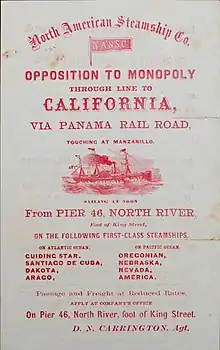 North American Steamship Co.
N.A.S.S.C.
OPPOSITION TO MONOPOLY
THROUGH LINE TO
CALIFORNIA,
VIA PANAMA RAIL ROAD,
TOUCHING AT MANZANILLO.
SAILING AT NOON
From PIER 46, NORTH RIVER,
Foot of King Street,
ON THE FOLLOWING FIRST-CLASS STEAMSHIPS,
ON ATLANTIC OCEAN. ON PACIFIC OCEAN.
GUIDING STAR, OREGONIAN,
SANTIAGO DE CUBA, NEBRASKA,
DAKOTA, NEVADA,
ARAGO, AMERICA.
Passage and Freight at Reduced Rates.
APPLY AT COMPANY'S OFFICE
On Pier 46, North River, foot of King Street.
D. N. CARRINGTON, Agt.